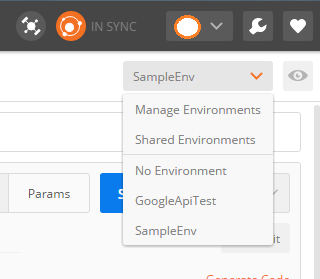 IN SYNC
SampleEnv
Manage Environments
Shared Environments
No Environment
GoogleApiTest
SampleEnv
Params
S
it
Generate Code